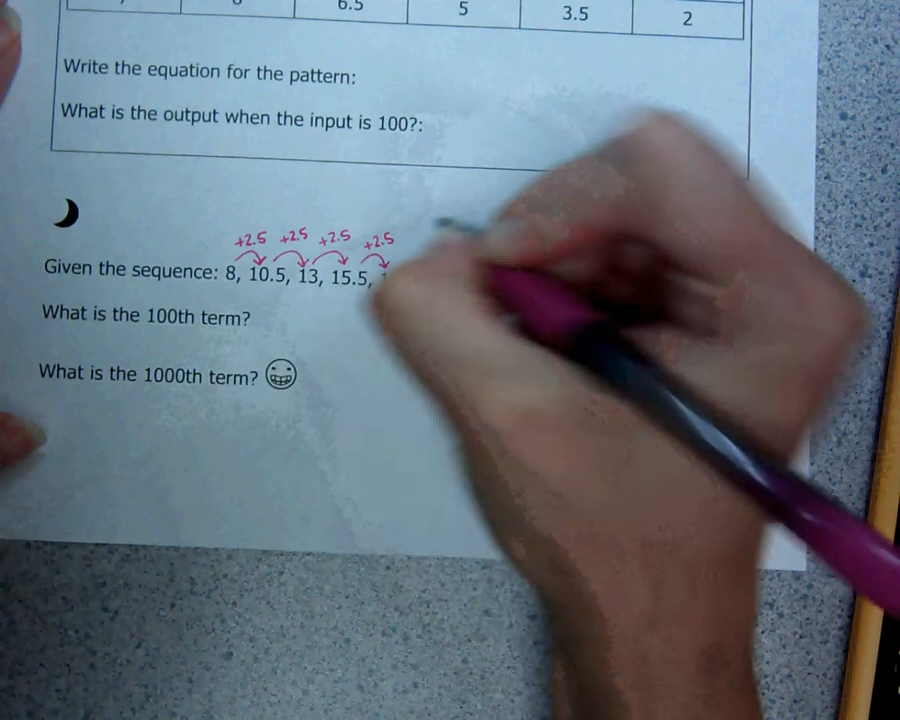 6.5 5 3.5 2
Write the equation for the pattern:
What is the output when the input is 100?:
+2.5 +2.5 +2.5 +2.5
Given the sequence: 8, 10.5, 13, 15.5,
What is the 100th term?
What is the 1000th term?